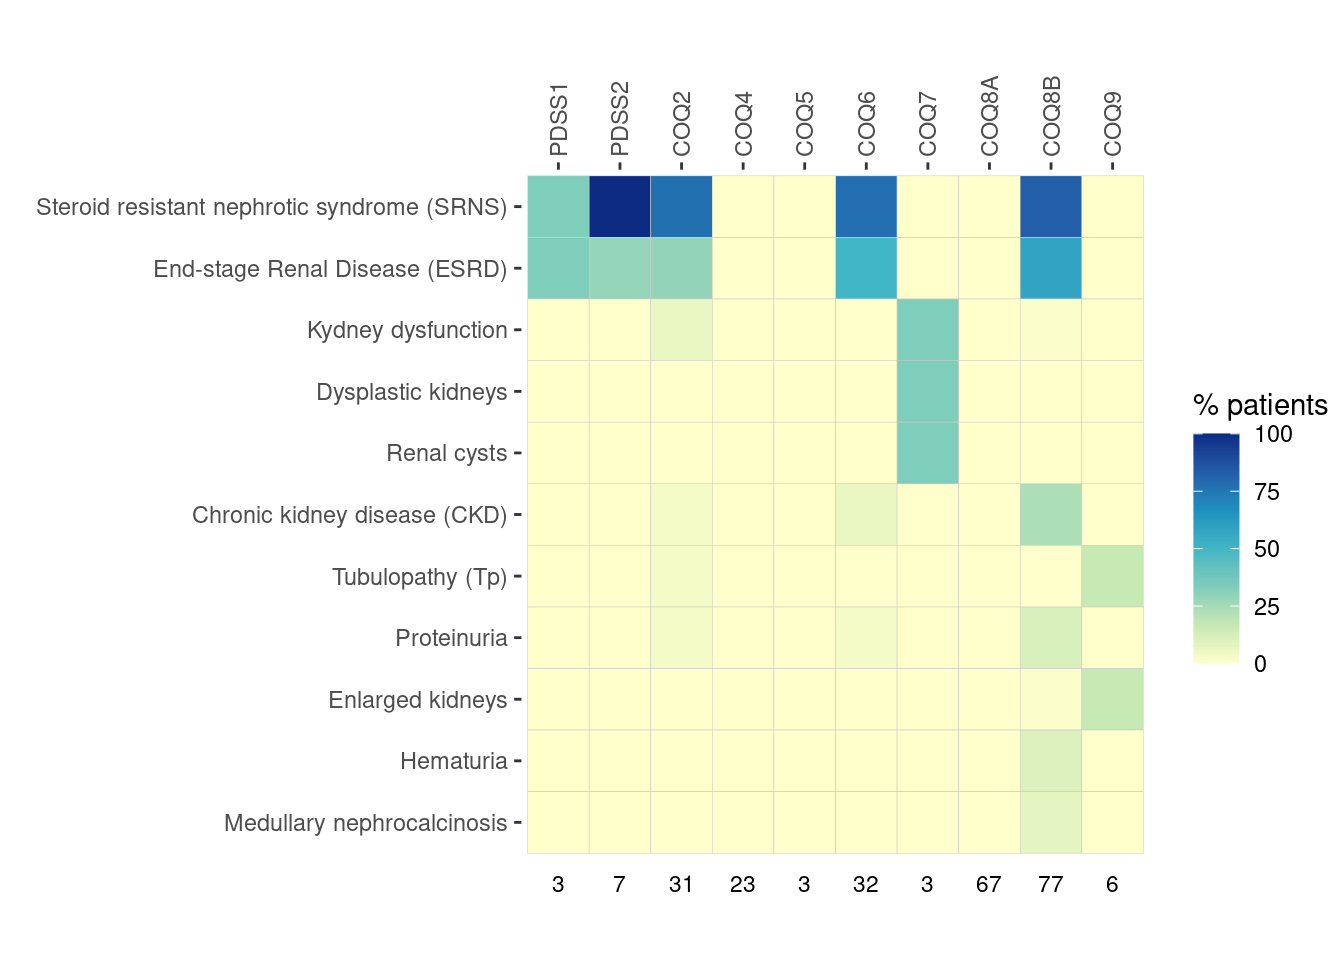 PDSS1
PDSS2
COQ2
COQ4
COQ5
COQ6
COQ7
COQ8A
COQ8B
COQ9
Steroid resistant nephrotic syndrome (SRNS)
End-stage Renal Disease (ESRD)
Kydney dysfunction
Dysplastic kidneys
Renal cysts
Chronic kidney disease (CKD)
Tubulopathy (Tp)
Proteinuria
Enlarged kidneys
Hematuria
Medullary nephrocalcinosis
3 7 31 23 3 32 3 67 77 6
% patients
100
75
50
25
0